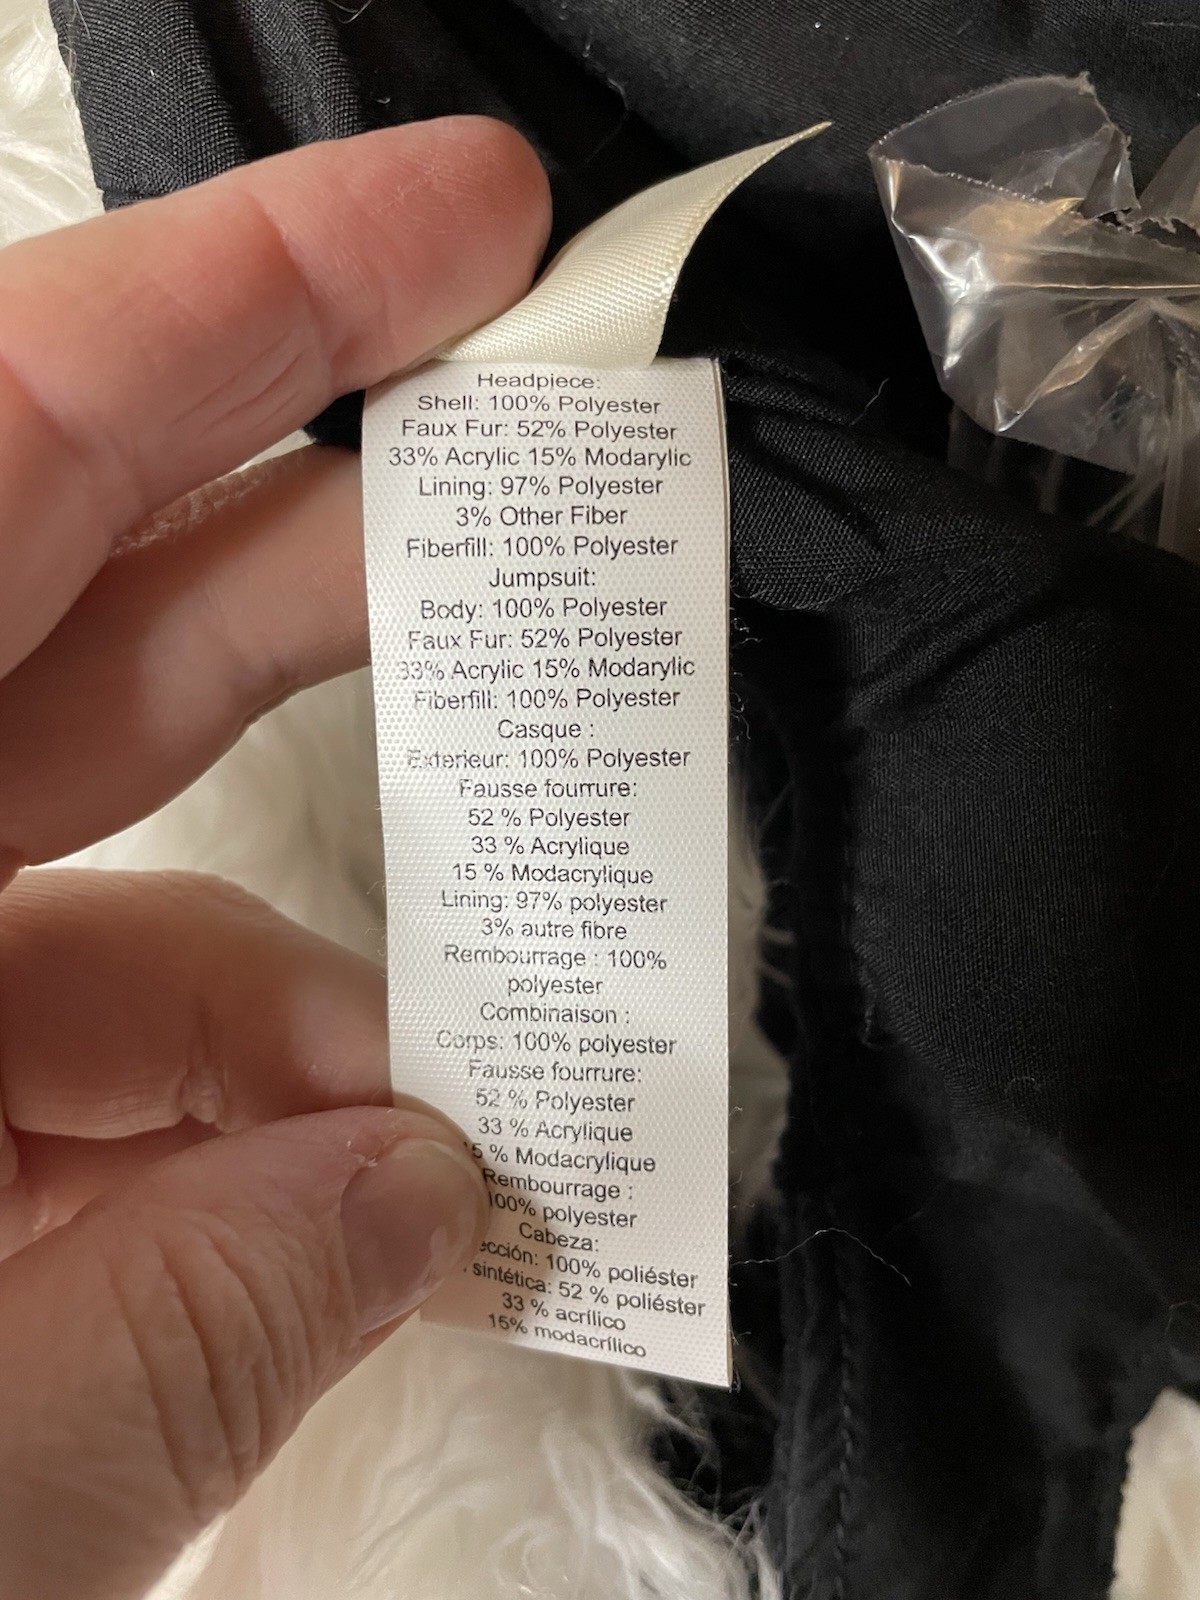 Headpiece:
Shell: 100% Polyester
Faux Fur: 52% Polyester
33% Acrylic 15% Modarylic
Lining: 97% Polyester
3% Other Fiber
Fiberfill: 100% Polyester
Jumpsuit:
Body: 100% Polyester
Faux Fur: 52% Polyester
33% Acrylic 15% Modarylic
Fiberfill: 100% Polyester
Casque :
Exterieur: 100% Polyester
Fausse fourrure:
52 % Polyester
33 % Acrylique
15 % Modacrylique
Lining: 97% polyester
3% autre fibre
Rembourrage : 100%
polyester
Combinaison :
Corps: 100% polyester
Fausse fourrure:
52 % Polyester
33 % Acrylique
15 % Modacrylique
Rembourrage :
100% polyester
Cabeza:
100% poliéster
sintética: 52 % poliéster
33 % acrílico
15% modacrílico